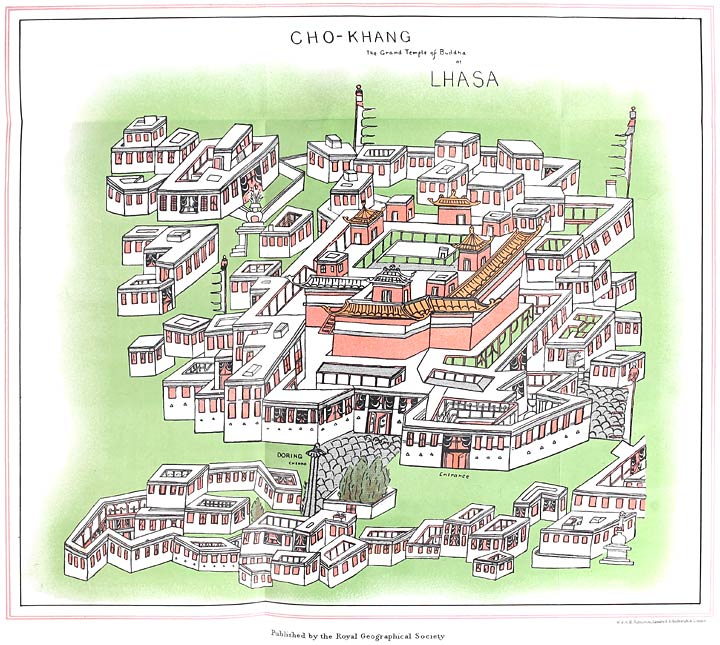 CHO-KHANG
The Grand Temple of Buddha
at
LHASA
DORING
Entrance
Published by the Royal Geographical Society